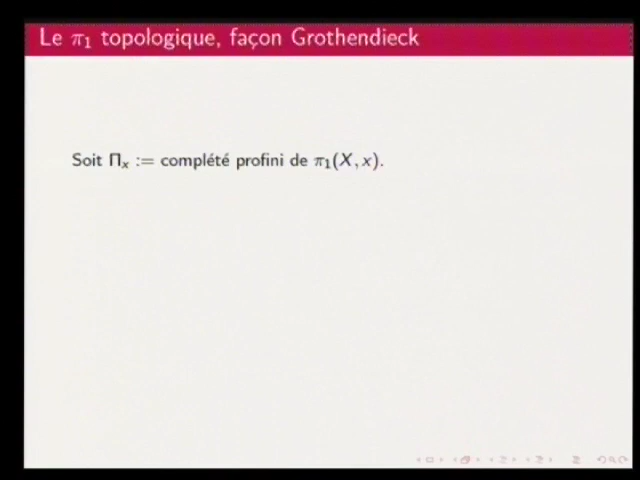 Le π₁ topologique, façon Grothendieck
Soit Πₓ := complété profini de π₁(X, x).